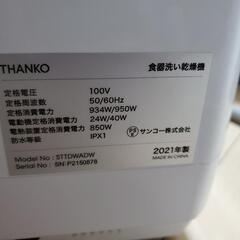 THANKO
食器洗い乾燥機
定格電圧 100V
定格周波数 50/60Hz
定格消費電力 934W/950W
電動機定格消費電力 24W/40W
電熱装置定格消費電力 850W
防水等級 IPX1
サンコー株式会社
Model No.: STTDWADW
Serial No.: SN P2150878
2021年製
MADE IN CHINA